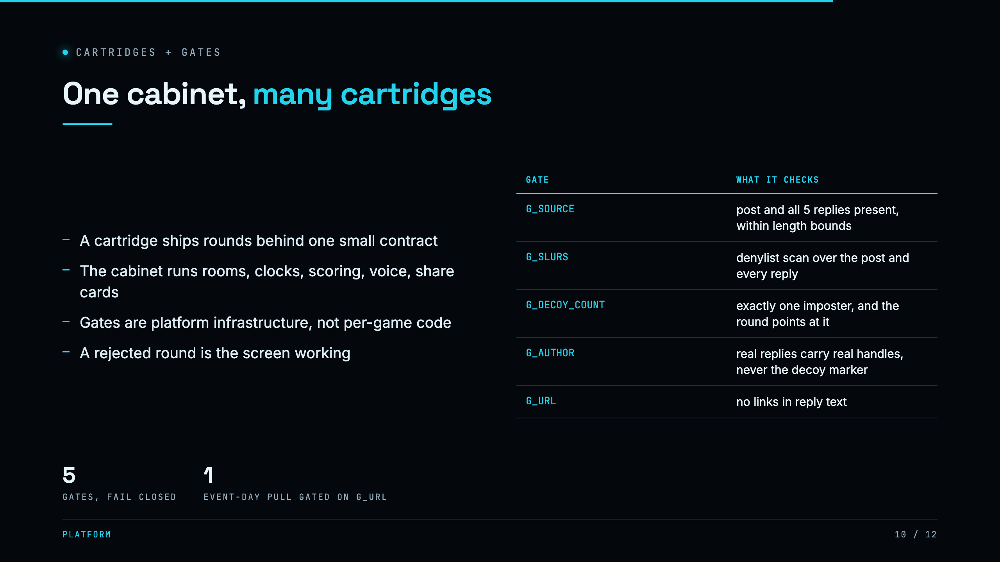 CARTRIDGES + GATES
One cabinet, many cartridges
– A cartridge ships rounds behind one small contract
– The cabinet runs rooms, clocks, scoring, voice, share
cards
– Gates are platform infrastructure, not per-game code
– A rejected round is the screen working
GATE WHAT IT CHECKS
G_SOURCE post and all 5 replies present,
within length bounds
G_SLURS denylist scan over the post and
every reply
G_DECOY_COUNT exactly one imposter, and the
round points at it
G_AUTHOR real replies carry real handles,
never the decoy marker
G_URL no links in reply text
5 1
GATES, FAIL CLOSED EVENT-DAY PULL GATED ON G_URL
PLATFORM 10 / 12